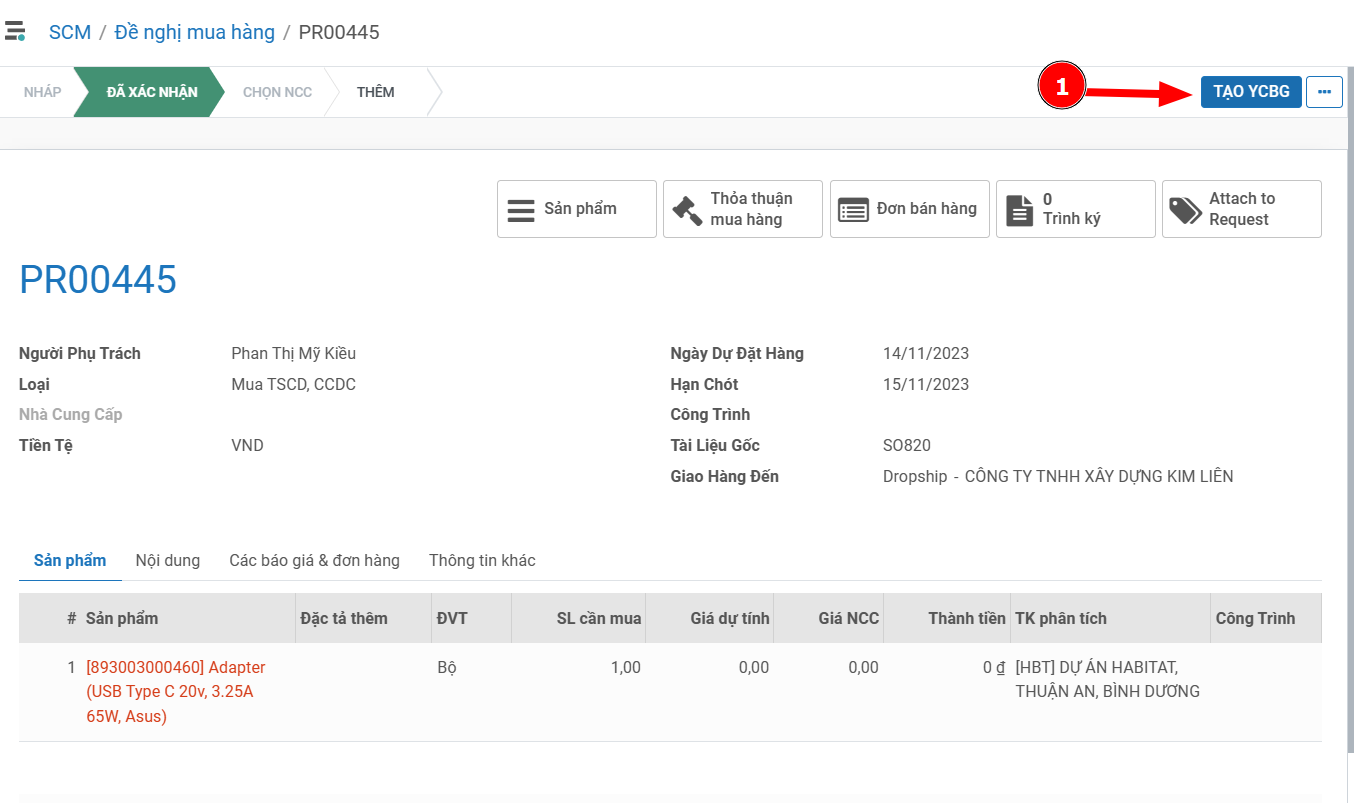 SCM / Đề nghị mua hàng / PR00445
NHÁP
ĐÃ XÁC NHẬN
CHỌN NCC
THÊM
1
TẠO YCBG
Sản phẩm
Thỏa thuận
mua hàng
Đơn bán hàng
0
Trình ký
Attach to
Request
PR00445
Người Phụ Trách Phan Thị Mỹ Kiều
Loại Mua TSCD, CCDC
Nhà Cung Cấp
Tiền Tệ VND
Ngày Dự Đặt Hàng 14/11/2023
Hạn Chót 15/11/2023
Công Trình
Tài Liệu Gốc SO820
Giao Hàng Đến Dropship - CÔNG TY TNHH XÂY DỰNG KIM LIÊN
Sản phẩm Nội dung Các báo giá & đơn hàng Thông tin khác
# Sản phẩm Đặc tả thêm ĐVT SL cần mua Giá dự tính Giá NCC Thành tiền TK phân tích Công Trình
1 [893003000460] Adapter
(USB Type C 20v, 3.25A
65W, Asus)
Bộ 1,00 0,00 0,00 0 ₫
[HBT] DỰ ÁN HABITAT,
THUẬN AN, BÌNH DƯƠNG